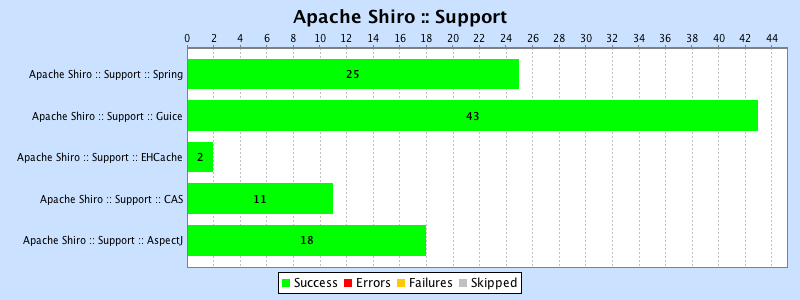 Apache Shiro :: Support
0 2 4 6 8 10 12 14 16 18 20 22 24 26 28 30 32 34 36 38 40 42 44
Apache Shiro :: Support :: Spring 25
Apache Shiro :: Support :: Guice 43
Apache Shiro :: Support :: EHCache 2
Apache Shiro :: Support :: CAS 11
Apache Shiro :: Support :: AspectJ 18
Success Errors Failures Skipped